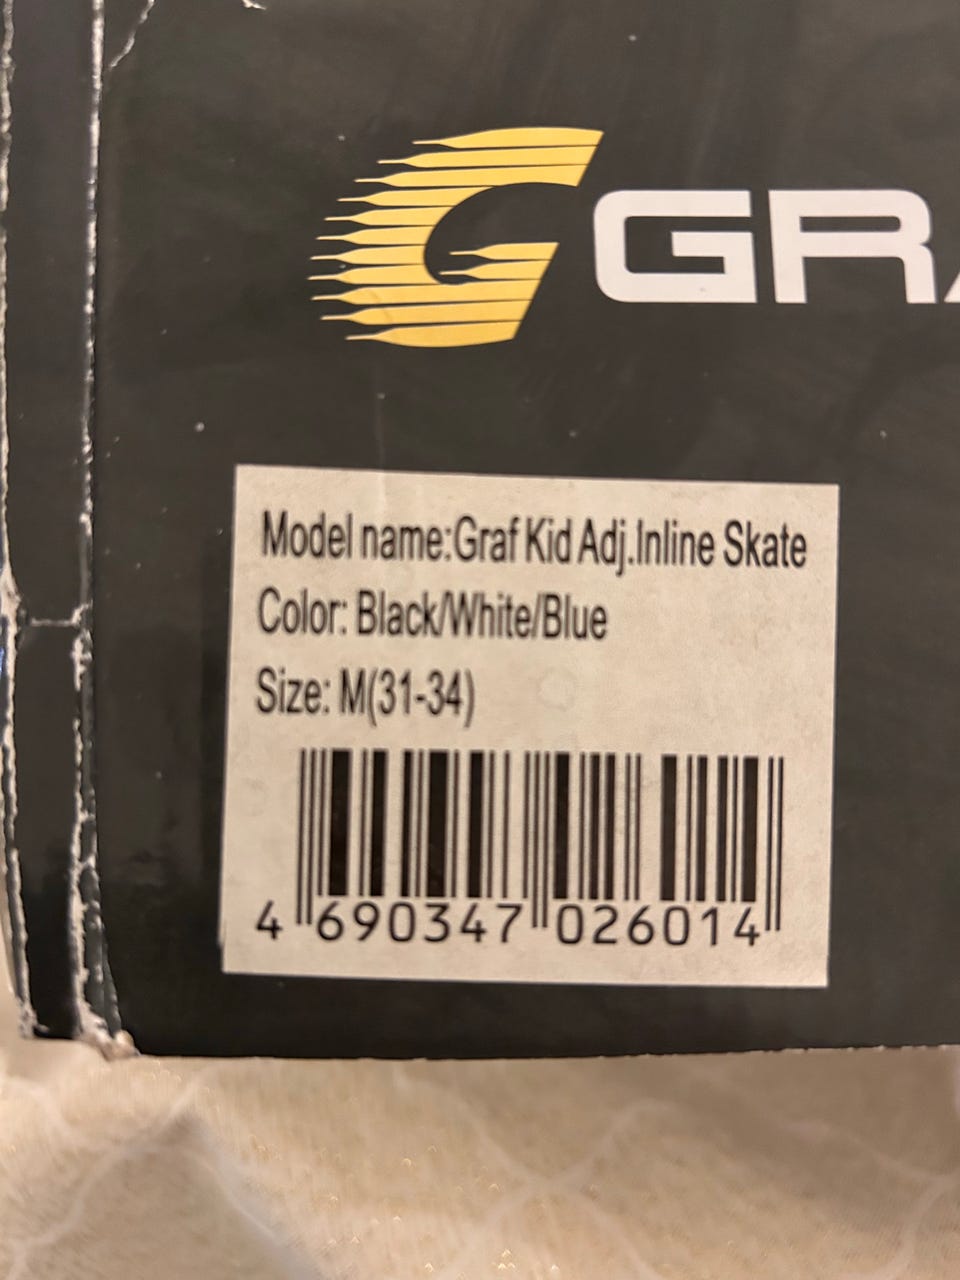 GRA
Model name:Graf Kid Adj.Inline Skate
Color: Black/White/Blue
Size: M(31-34)
4 690347 026014